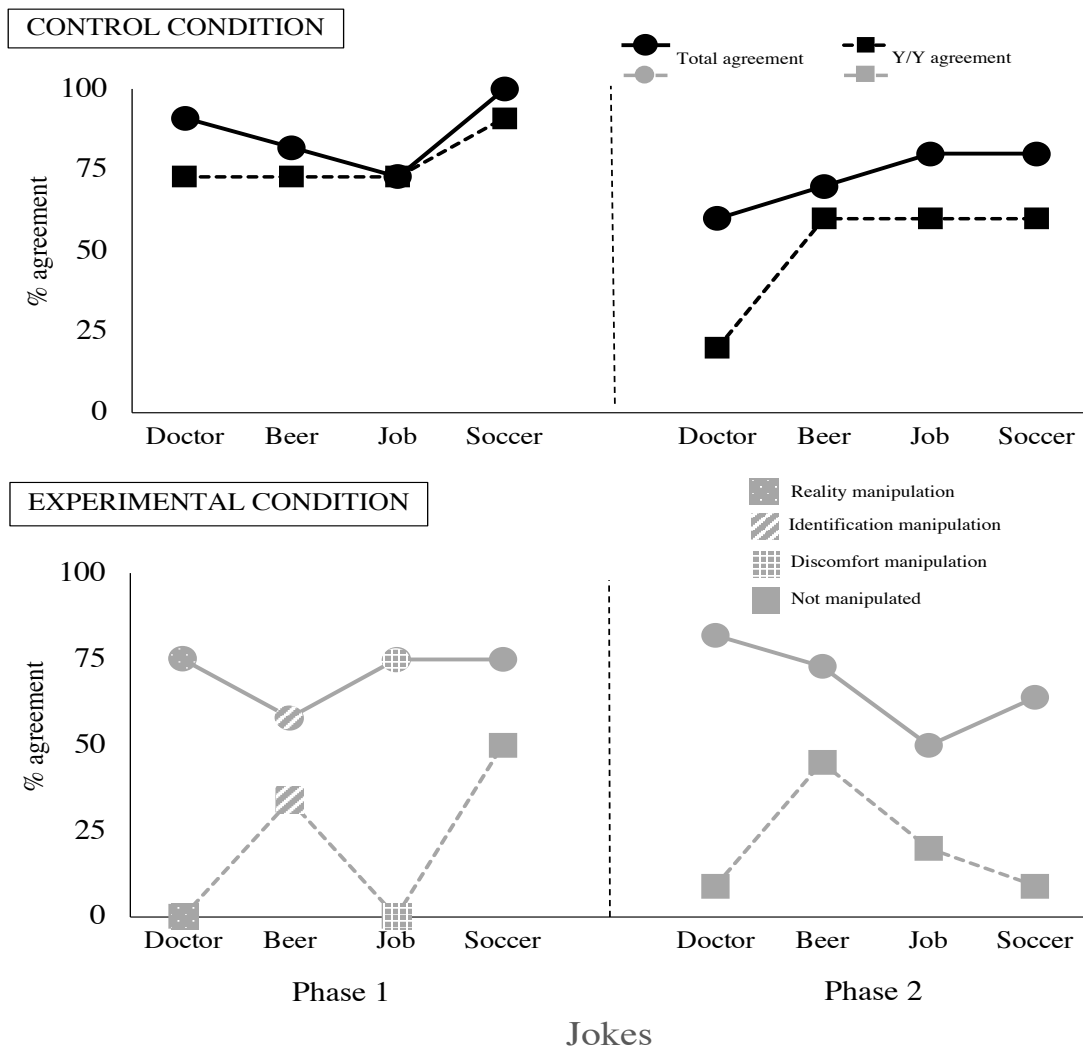 CONTROL CONDITION
Total agreement
Y/Y agreement
100
75
50
25
0
% agreement
Doctor Beer Job Soccer
Doctor Beer Job Soccer
EXPERIMENTAL CONDITION
Reality manipulation
Identification manipulation
Discomfort manipulation
Not manipulated
100
75
50
25
0
% agreement
Doctor Beer Job Soccer
Doctor Beer Job Soccer
Phase 1
Phase 2
Jokes